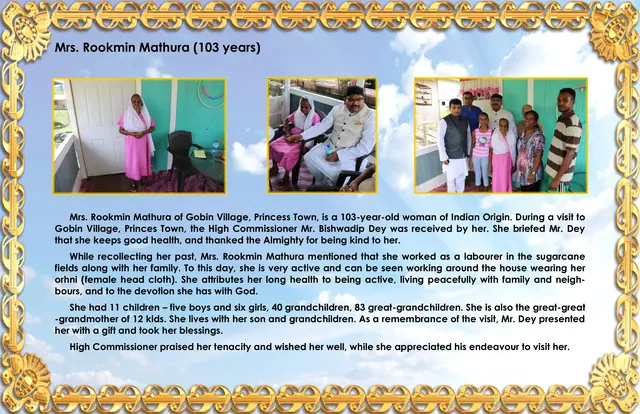 Mrs. Rookmin Mathura (103 years)
Mrs. Rookmin Mathura of Gobin Village, Princess Town, is a 103-year-old woman of Indian Origin. During a visit to
Gobin Village, Princes Town, the High Commissioner Mr. Bishwadip Dey was received by her. She briefed Mr. Dey
that she keeps good health, and thanked the Almighty for being kind to her.
While recollecting her past, Mrs. Rookmin Mathura mentioned that she worked as a labourer in the sugarcane
fields along with her family. To this day, she is very active and can be seen working around the house wearing her
orhni (female head cloth). She attributes her long health to being active, living peacefully with family and neigh-
bours, and to the devotion she has with God.
She had 11 children – five boys and six girls, 40 grandchildren, 83 great-grandchildren. She is also the great-great
-grandmother of 12 kids. She lives with her son and grandchildren. As a remembrance of the visit, Mr. Dey presented
her with a gift and took her blessings.
High Commissioner praised her tenacity and wished her well, while she appreciated his endeavour to visit her.